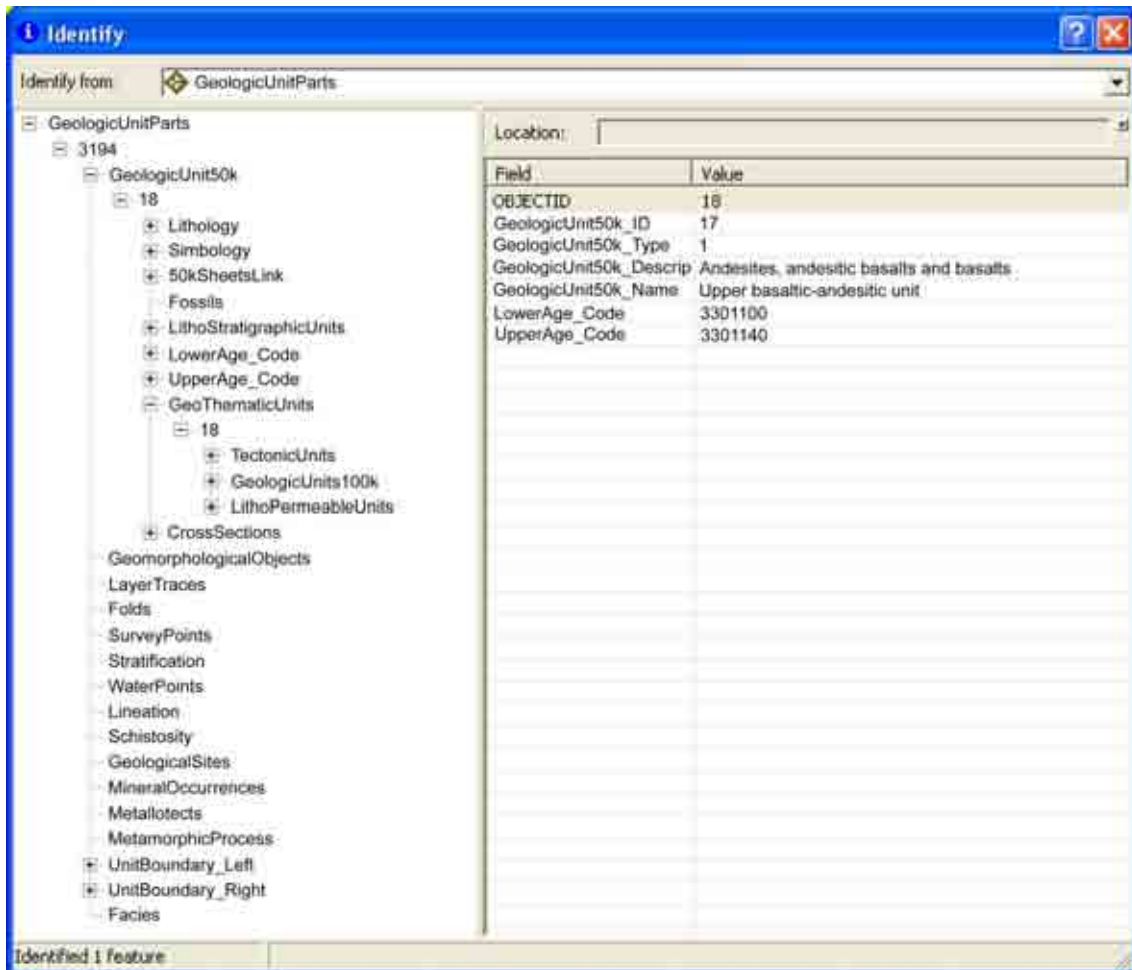 Identify
Identify from: GeologicUnitParts
GeologicUnitParts
3194
GeologicUnit50k
18
Lithology
Simbology
50kSheetsLink
Fossils
LithoStratigraphicUnits
LowerAge_Code
UpperAge_Code
GeoThematicUnits
18
TectonicUnits
GeologicUnits100k
LithoPermeableUnits
CrossSections
GeomorphologicalObjects
LayerTraces
Folds
SurveyPoints
Stratification
WaterPoints
Lineation
Schistosity
GeologicalSites
MineralOccurrences
Metallotects
MetamorphicProcess
UnitBoundary_Left
UnitBoundary_Right
Facies
Location:
Field Value
OBJECTID 18
GeologicUnit50k_ID 17
GeologicUnit50k_Type 1
GeologicUnit50k_Descrip Andesites, andesitic basalts and basalts
GeologicUnit50k_Name Upper basaltic-andesitic unit
LowerAge_Code 3301100
UpperAge_Code 3301140
Identified 1 feature